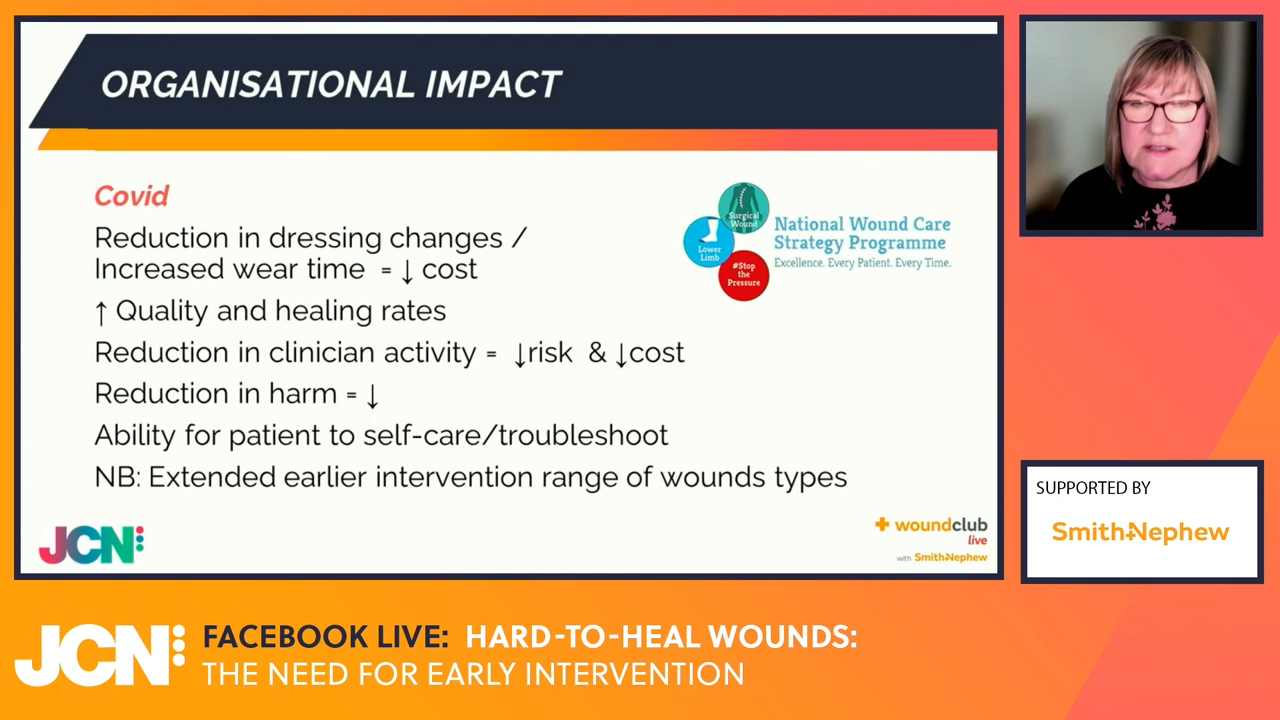 ORGANISATIONAL IMPACT
Covid
Reduction in dressing changes /
Increased wear time = ↓ cost
↑ Quality and healing rates
Reduction in clinician activity = ↓risk & ↓cost
Reduction in harm = ↓
Ability for patient to self-care/troubleshoot
NB: Extended earlier intervention range of wounds types
Surgical
Wound
Lower
Limb
#Stop
the
Pressure
National Wound Care
Strategy Programme
Excellence. Every Patient. Every Time.
JCN
woundclub
live
with Smith+Nephew
SUPPORTED BY
Smith+Nephew
JCN
FACEBOOK LIVE: HARD-TO-HEAL WOUNDS:
THE NEED FOR EARLY INTERVENTION